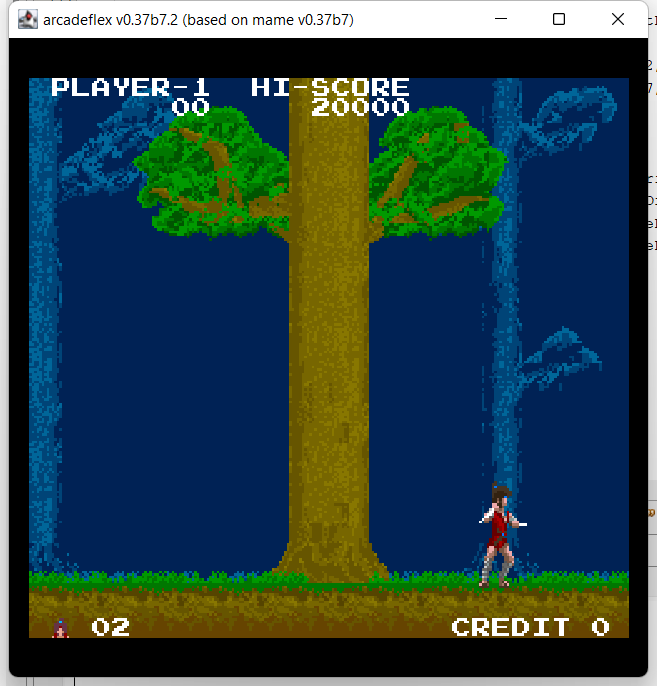 arcadeflex v0.37b7.2 (based on mame v0.37b7)
PLAYER-1 HI-SCORE
00 20000
02 CREDIT 0